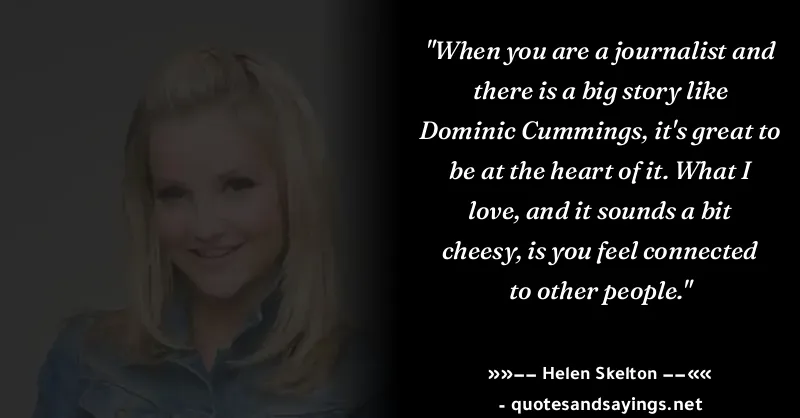 "When you are a journalist and
there is a big story like
Dominic Cummings, it's great to
be at the heart of it. What I
love, and it sounds a bit
cheesy, is you feel connected
to other people."
»»−− Helen Skelton −−««
- quotesandsayings.net